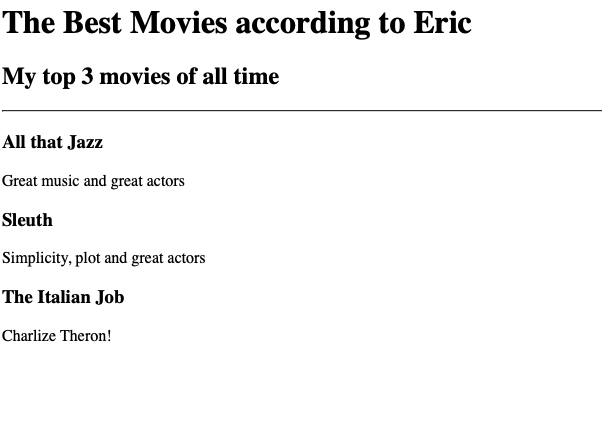 The Best Movies according to Eric
My top 3 movies of all time
All that Jazz
Great music and great actors
Sleuth
Simplicity, plot and great actors
The Italian Job
Charlize Theron!